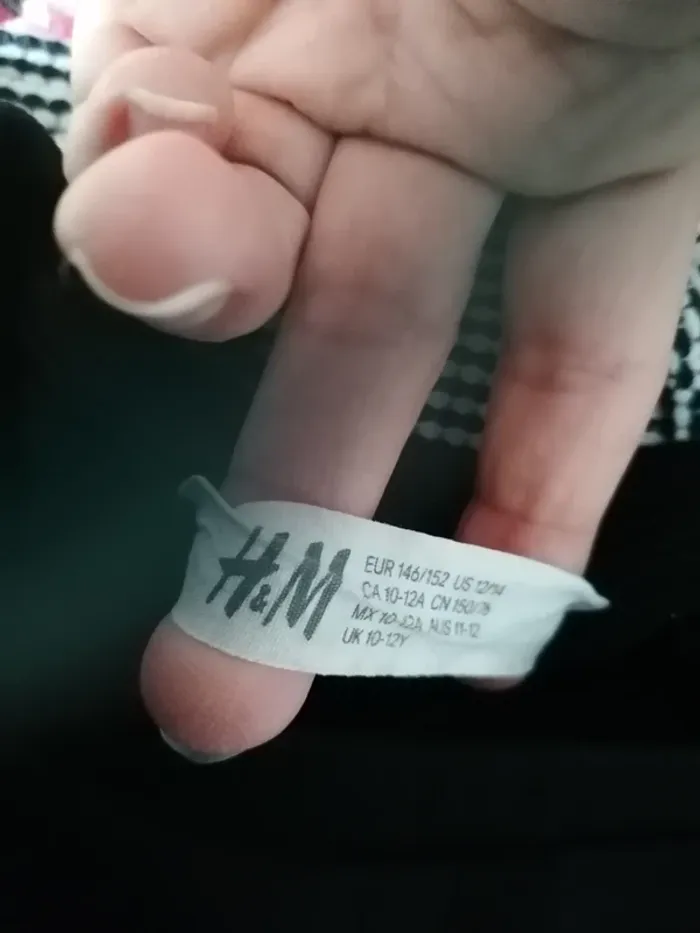 H&M
EUR 146/152 US 12/14
CA 10-12A CN 150/76
MX 10-12A AUS 11-12
UK 10-12Y